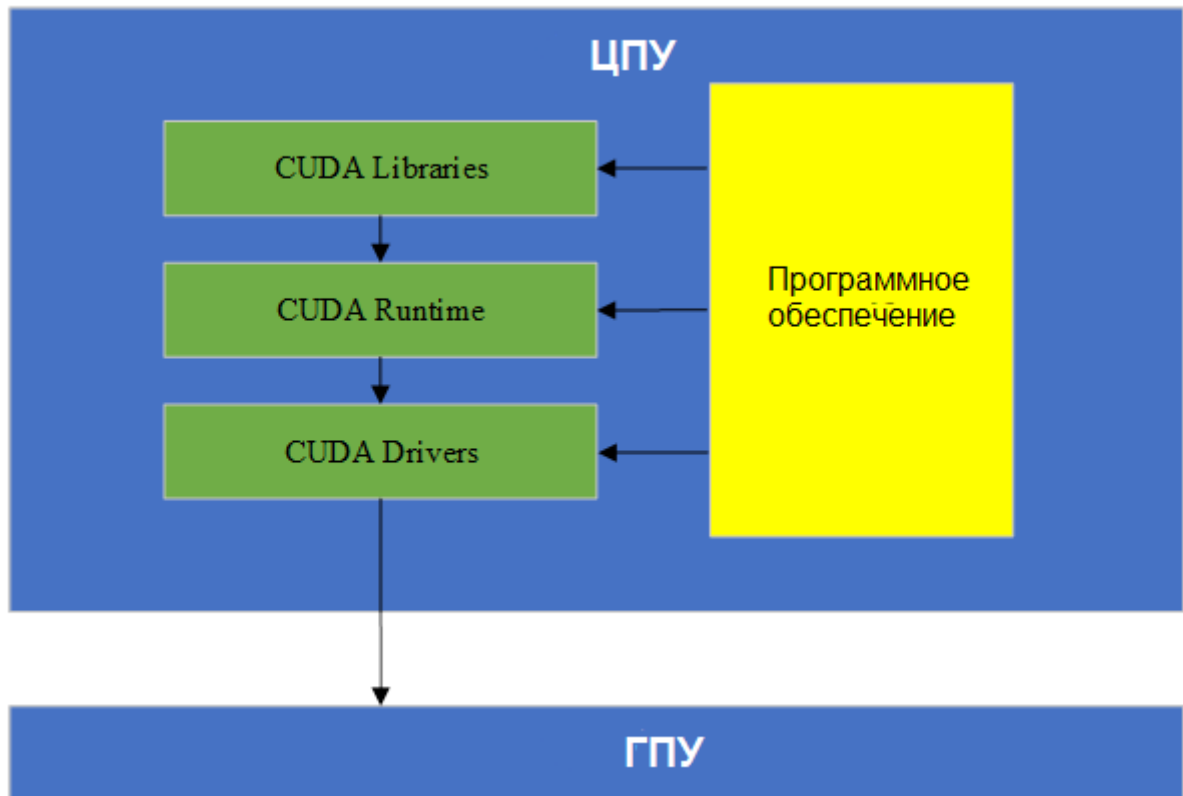 ЦПУ
CUDA Libraries
CUDA Runtime
CUDA Drivers
Программное
обеспечение
ГПУ